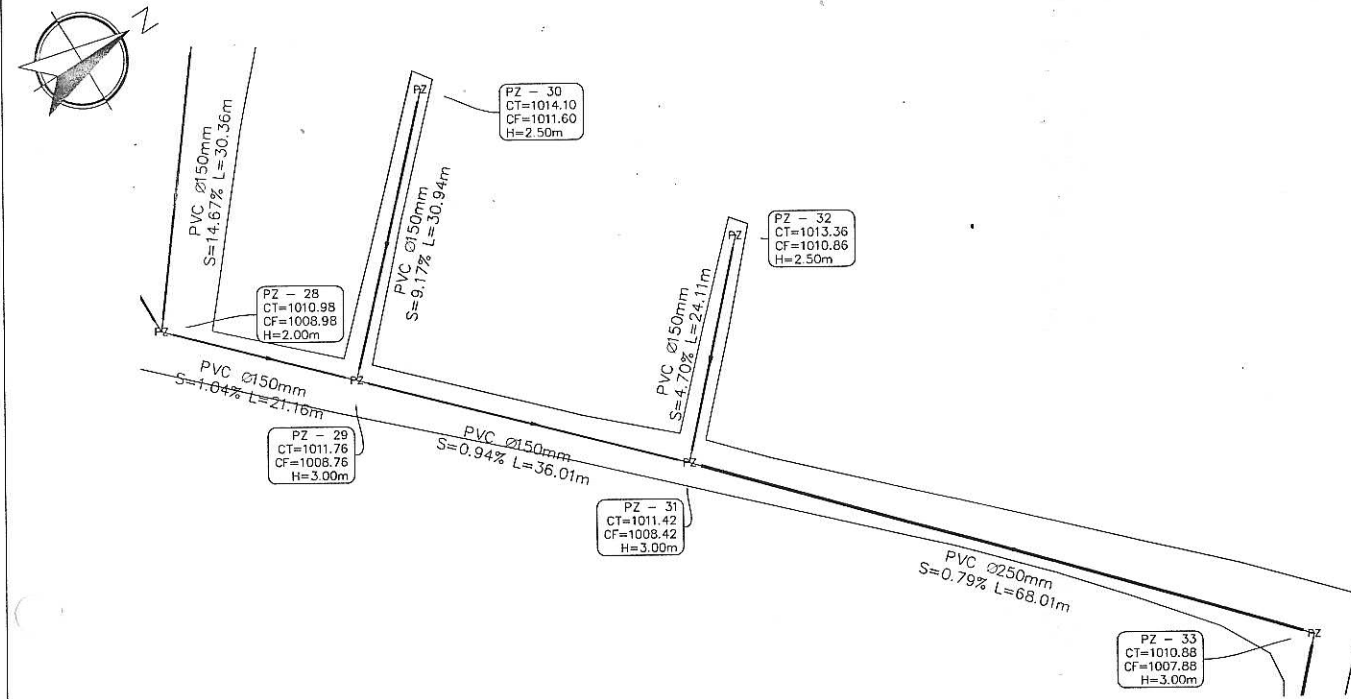 Z
PZ
PZ - 30
CT=1014.10
CF=1011.60
H=2.50m
PVC Ø150mm
S=14.67% L=30.36m
PVC Ø150mm
S=9.17% L=30.94m
PZ
PZ - 32
CT=1013.36
CF=1010.86
H=2.50m
PVC Ø150mm
S=4.70% L=24.11m
PZ - 28
CT=1010.98
CF=1008.98
H=2.00m
PZ
PVC Ø150mm
S=1.04% L=21.16m
PZ
PZ - 29
CT=1011.76
CF=1008.76
H=3.00m
PVC Ø150mm
S=0.94% L=36.01m
PZ
PZ - 31
CT=1011.42
CF=1008.42
H=3.00m
PVC Ø250mm
S=0.79% L=68.01m
PZ
PZ - 33
CT=1010.88
CF=1007.88
H=3.00m